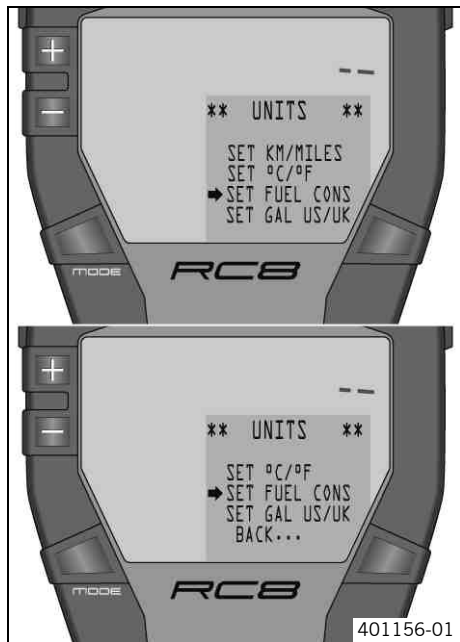 +
--
-
** UNITS **
SET KM/MILES
SET ºC/ºF
➡SET FUEL CONS
SET GAL US/UK
MODE
RC8
+
--
-
** UNITS **
SET ºC/ºF
➡SET FUEL CONS
SET GAL US/UK
BACK...
MODE
RC8
401156-01